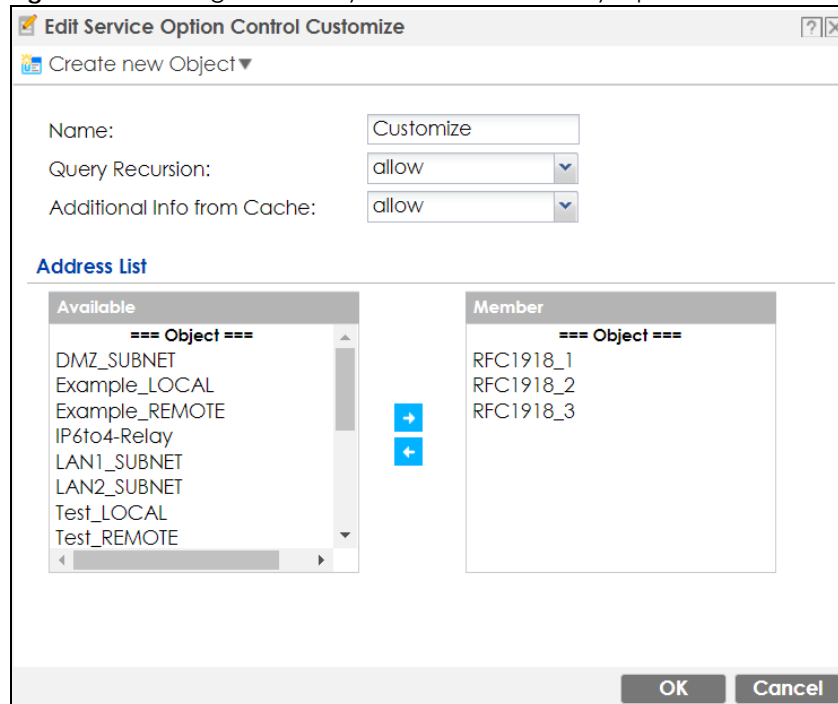 Edit Service Option Control Customize
Create new Object
Name: Customize
Query Recursion: allow
Additional Info from Cache: allow
Address List
Available
=== Object ===
DMZ_SUBNET
Example_LOCAL
Example_REMOTE
IP6to4-Relay
LAN1_SUBNET
LAN2_SUBNET
Test_LOCAL
Test_REMOTE
Member
=== Object ===
RFC1918_1
RFC1918_2
RFC1918_3
OK Cancel